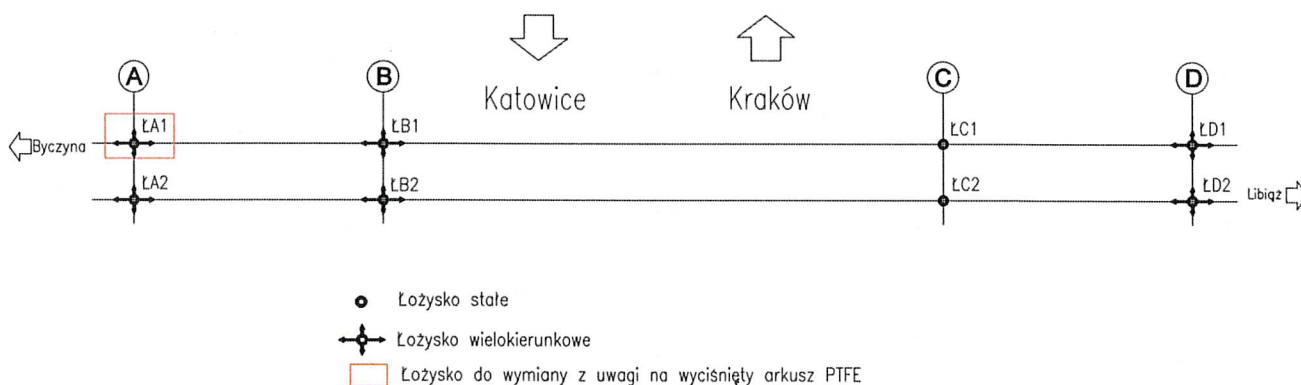 A B C D
Katowice Kraków
ŁA1 ŁB1 ŁC1 ŁD1
Byczyna
ŁA2 ŁB2 ŁC2 ŁD2
Libiąż
Łożysko stałe
Łożysko wielokierunkowe
Łożysko do wymiany z uwagi na wyciśnięty arkusz PTFE